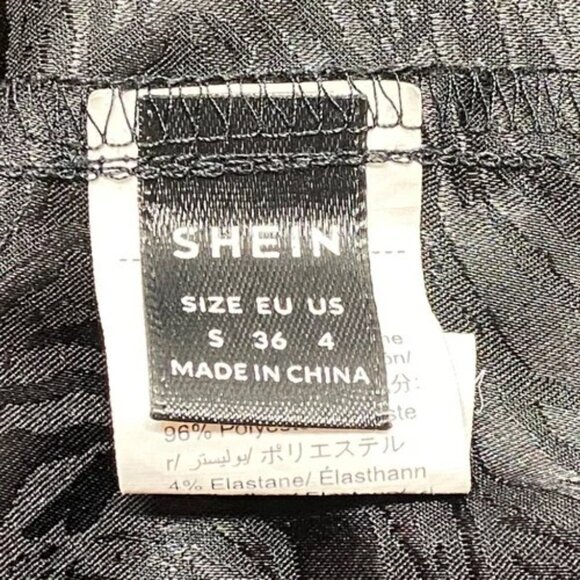 SHEIN
SIZE EU US
S 36 4
MADE IN CHINA
分:
96%
r/ بوليستر/ ポリエステル
4% Elastane/ Élasthann